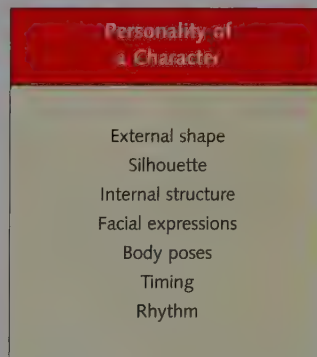 Personality of
a Character
External shape
Silhouette
Internal structure
Facial expressions
Body poses
Timing
Rhythm